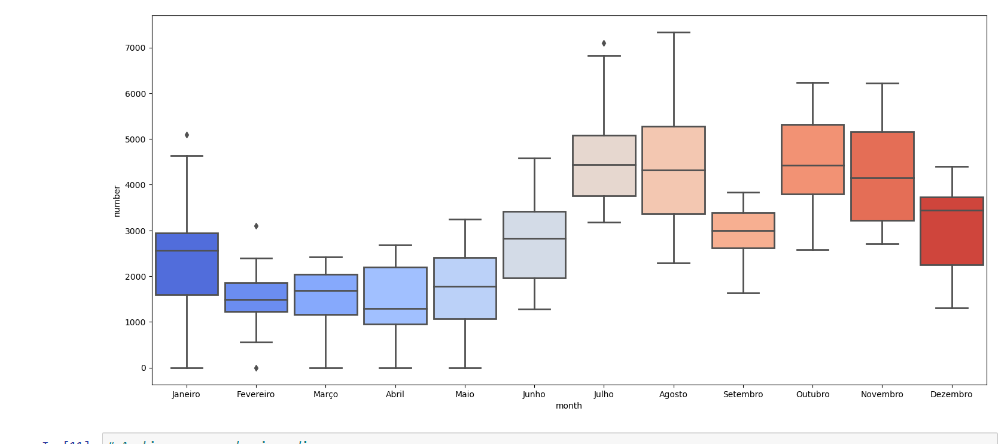 7000
6000
5000
4000
3000
2000
1000
0
number
Janeiro Fevereiro Março Abril Maio Junho Julho Agosto Setembro Outubro Novembro Dezembro
month